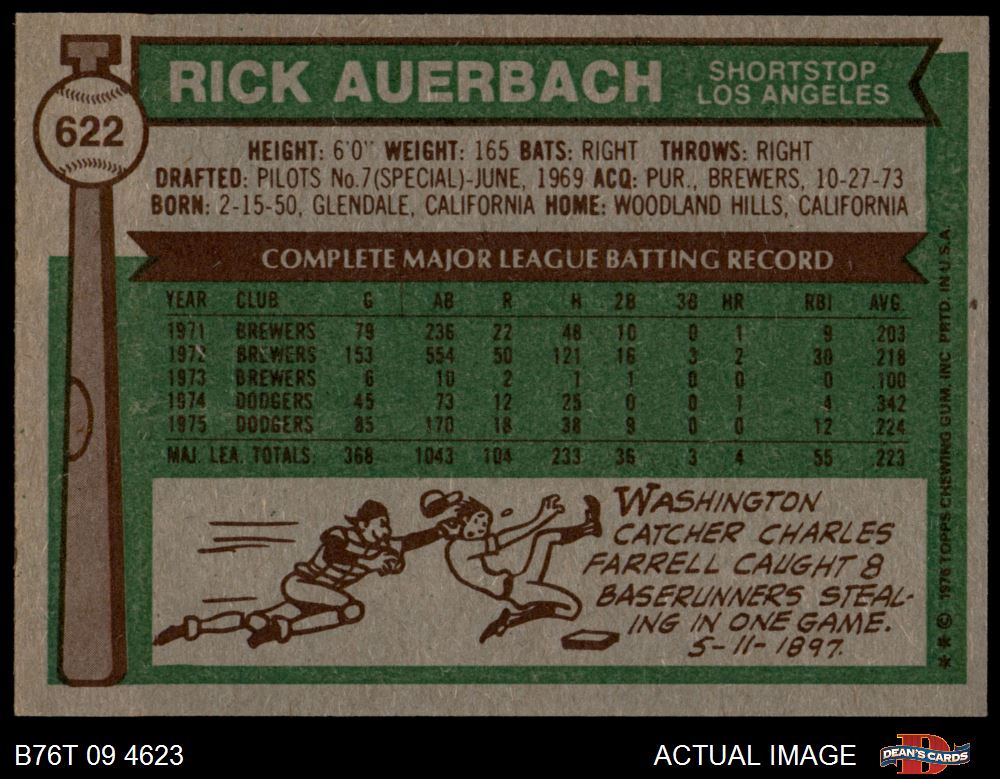 622
RICK AUERBACH
SHORTSTOP
LOS ANGELES
HEIGHT: 6'0" WEIGHT: 165 BATS: RIGHT THROWS: RIGHT
DRAFTED: PILOTS No.7(SPECIAL)-JUNE, 1969 ACQ: PUR., BREWERS, 10-27-73
BORN: 2-15-50, GLENDALE, CALIFORNIA HOME: WOODLAND HILLS, CALIFORNIA
COMPLETE MAJOR LEAGUE BATTING RECORD
YEAR CLUB G AB R H 2B 3B HR RBI AVG.
1971 BREWERS 79 236 22 48 10 0 1 9 .203
1972 BREWERS 153 554 50 121 16 3 2 30 .218
1973 BREWERS 6 10 2 1 1 0 0 0 .100
1974 DODGERS 45 73 12 25 0 0 1 4 .342
1975 DODGERS 85 170 18 38 9 0 0 12 .224
MAJ. LEA. TOTALS 368 1043 104 233 36 3 4 55 .223
WASHINGTON
CATCHER CHARLES
FARRELL CAUGHT 8
BASERUNNERS STEAL-
ING IN ONE GAME.
5-11-1897.
* * © 1976 TOPPS CHEWING GUM, INC. PRTD. IN U.S.A.
B76T 09 4623
ACTUAL IMAGE
D
DEAN'S CARDS